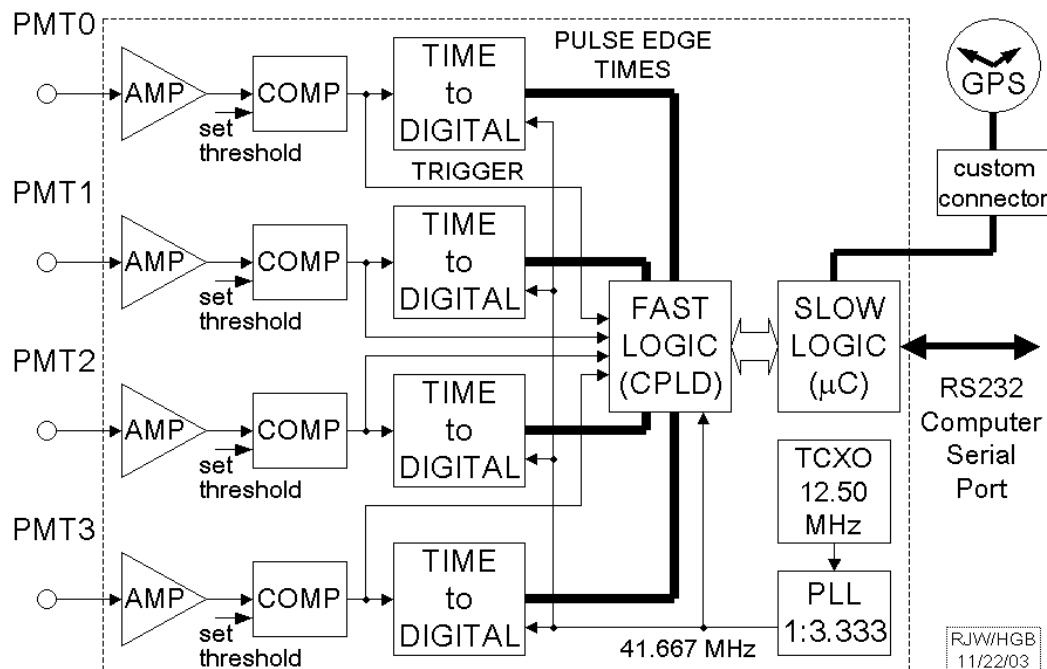 PMT0
AMP
set
threshold
COMP
TIME
to
DIGITAL
PULSE EDGE
TIMES
TRIGGER
GPS
custom
connector
PMT1
AMP
set
threshold
COMP
TIME
to
DIGITAL
FAST
LOGIC
(CPLD)
SLOW
LOGIC
(μC)
RS232
Computer
Serial
Port
PMT2
AMP
set
threshold
COMP
TIME
to
DIGITAL
TCXO
12.50
MHz
PMT3
AMP
set
threshold
COMP
TIME
to
DIGITAL
41.667 MHz
PLL
1:3.333
RJW/HGB
11/22/03